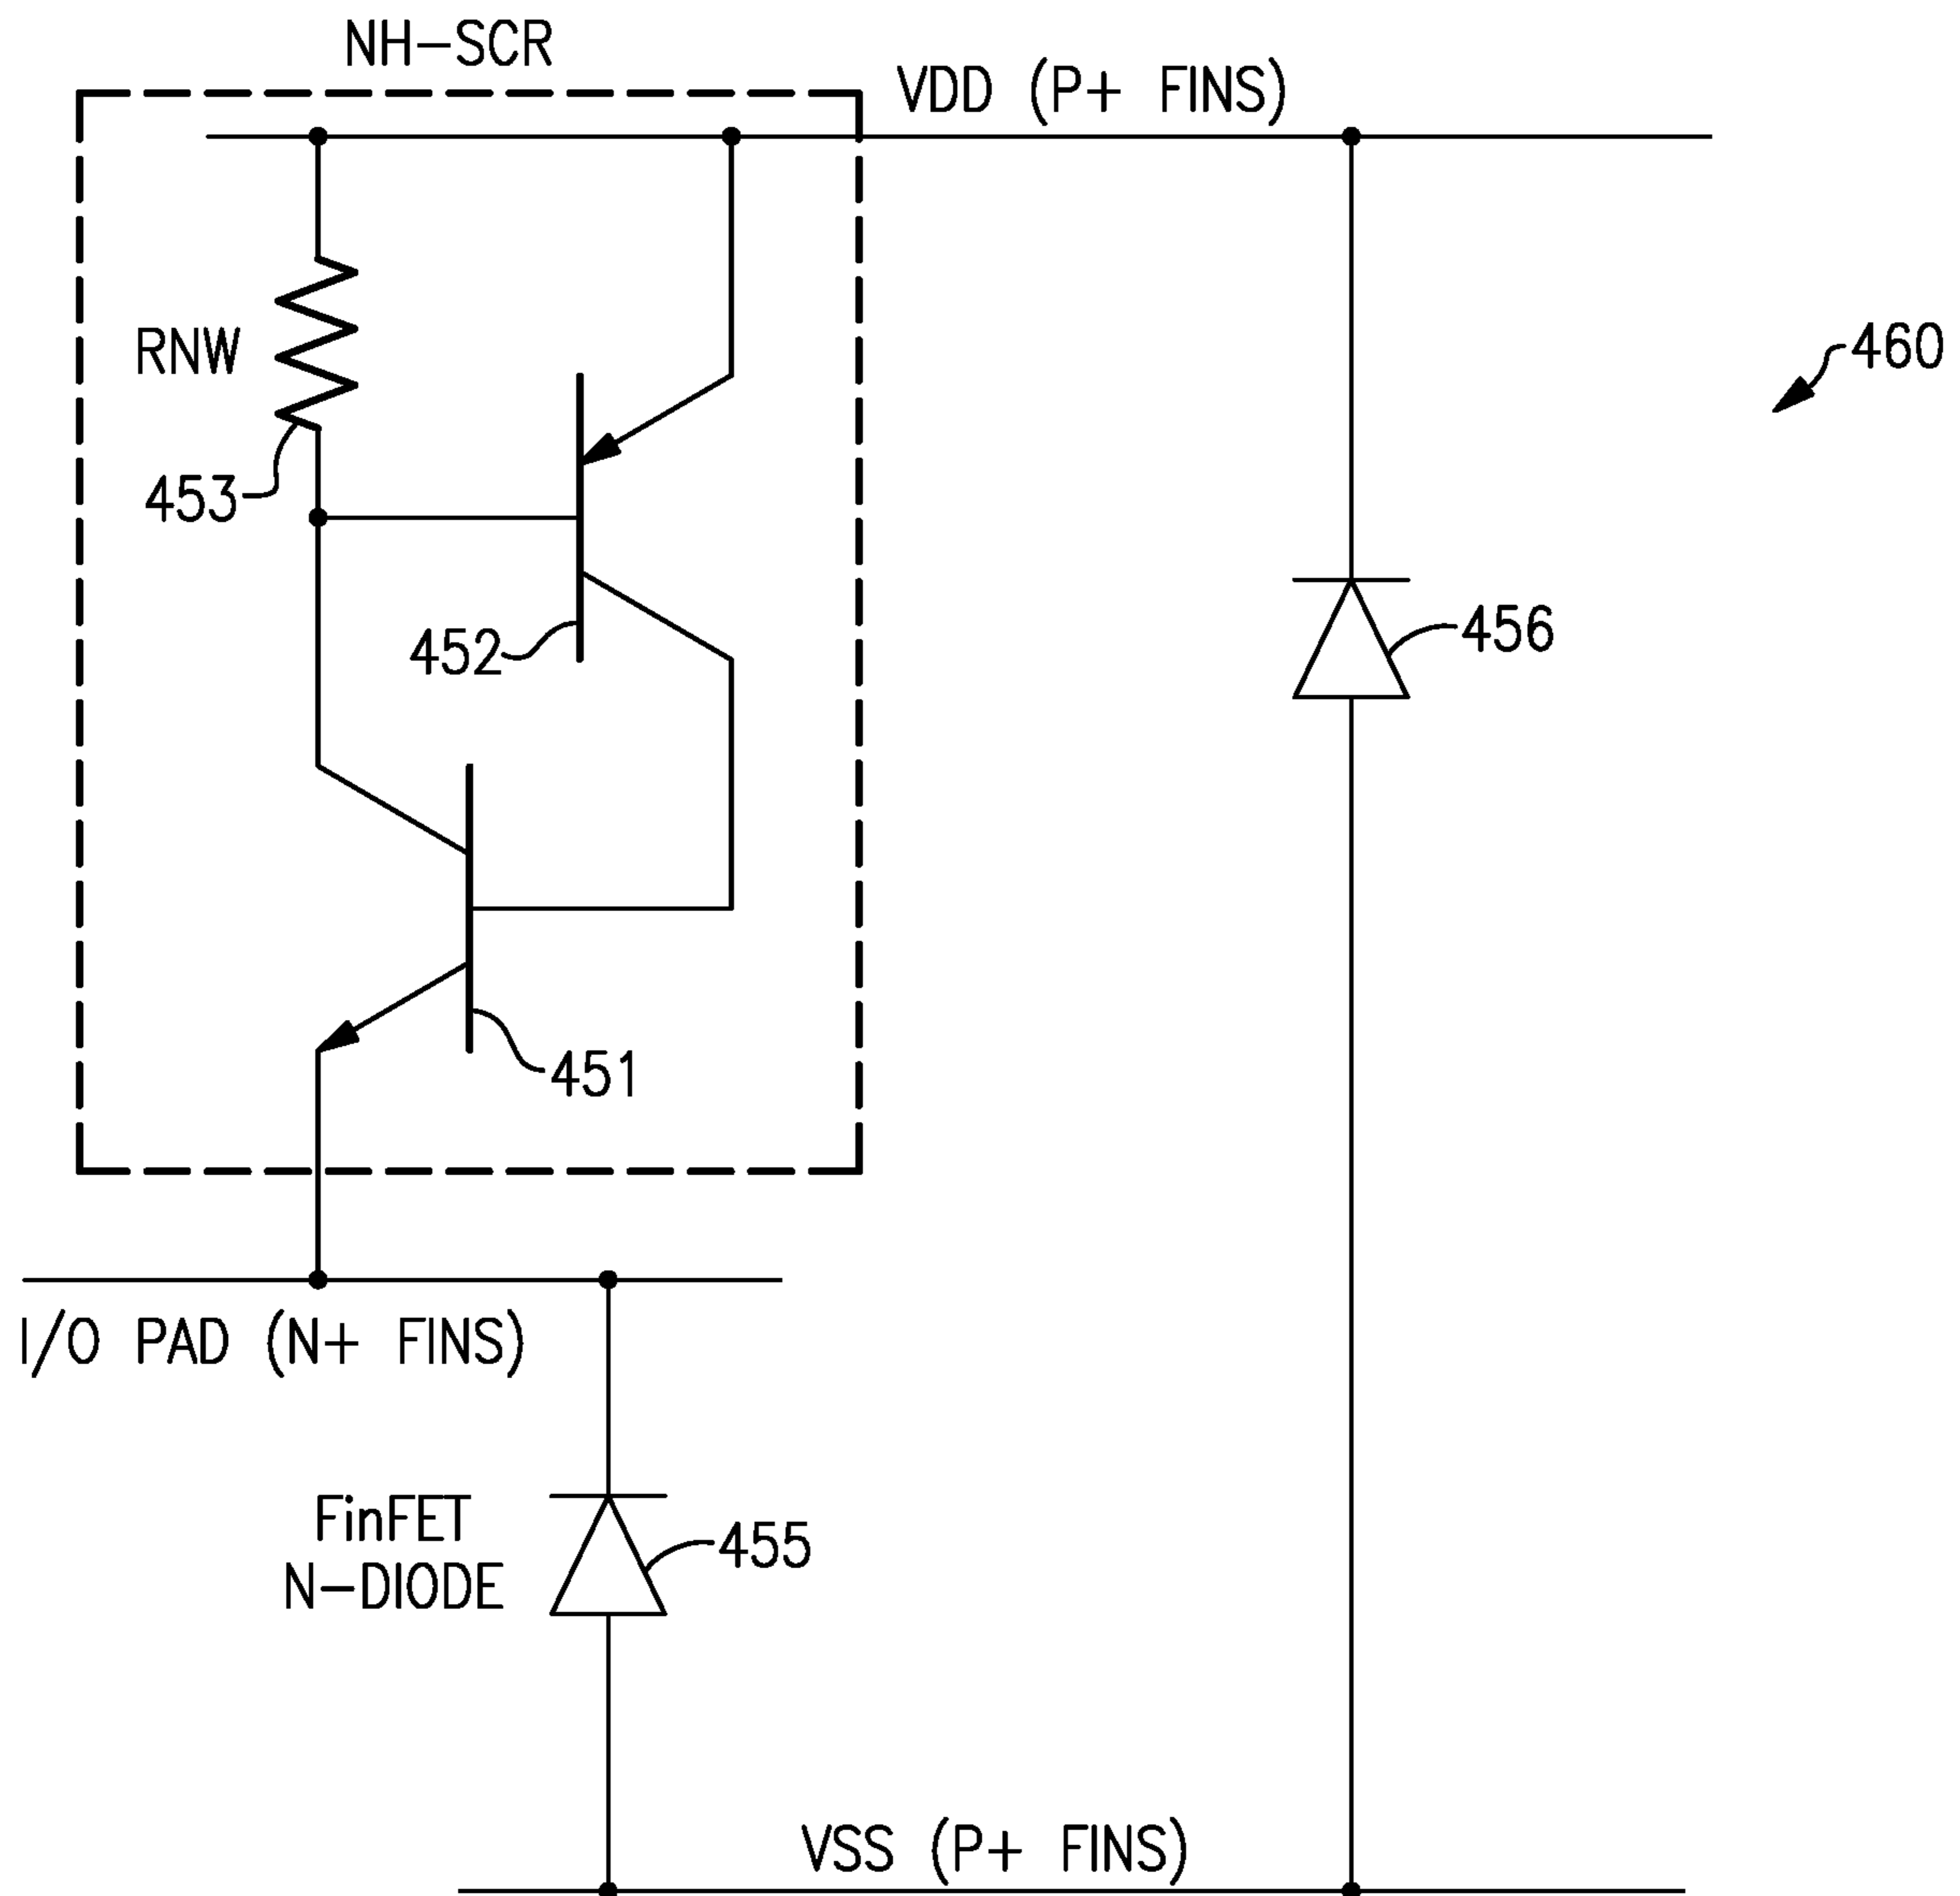 NH-SCR
VDD (P+ FINS)
RNW
460
453
452
456
451
I/O PAD (N+ FINS)
FinFET
N-DIODE
455
VSS (P+ FINS)